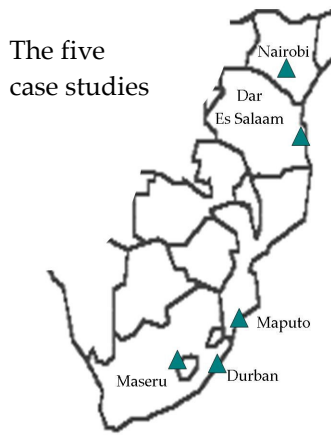 The five
case studies
Nairobi
Dar
Es Salaam
Maputo
Durban
Maseru